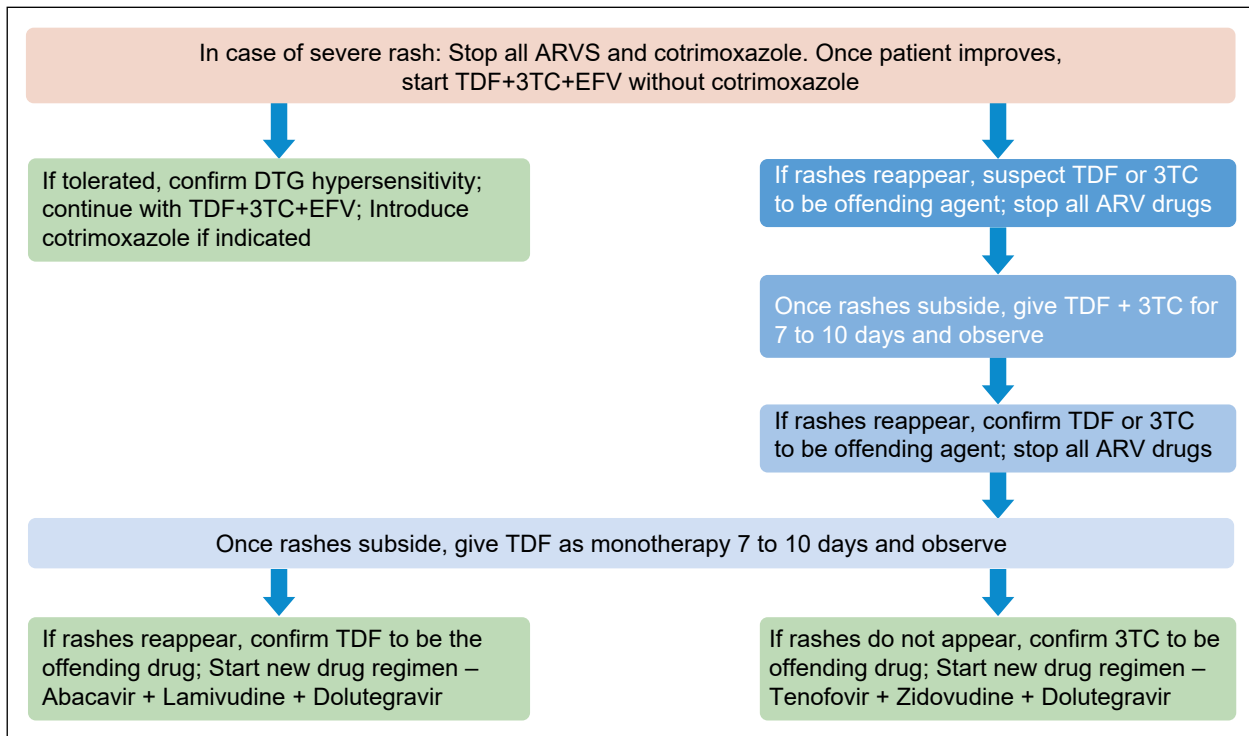 In case of severe rash: Stop all ARVS and cotrimoxazole. Once patient improves,
start TDF+3TC+EFV without cotrimoxazole
If tolerated, confirm DTG hypersensitivity;
continue with TDF+3TC+EFV; Introduce
cotrimoxazole if indicated
If rashes reappear, suspect TDF or 3TC
to be offending agent; stop all ARV drugs
Once rashes subside, give TDF + 3TC for
7 to 10 days and observe
If rashes reappear, confirm TDF or 3TC
to be offending agent; stop all ARV drugs
Once rashes subside, give TDF as monotherapy 7 to 10 days and observe
If rashes reappear, confirm TDF to be the
offending drug; Start new drug regimen –
Abacavir + Lamivudine + Dolutegravir
If rashes do not appear, confirm 3TC to be
offending drug; Start new drug regimen –
Tenofovir + Zidovudine + Dolutegravir